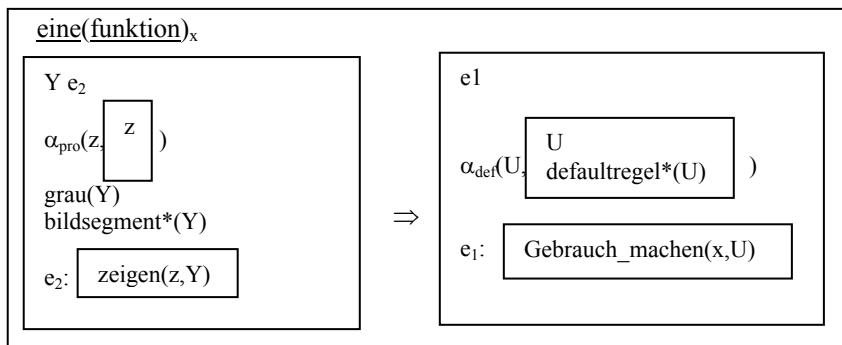 eine(funktion)x
Y e2
αpro(z, z )
grau(Y)
bildsegment*(Y)
e2: zeigen(z,Y)
⇒
e1
αdef(U, U
defaultregel*(U) )
e1: Gebrauch_machen(x,U)